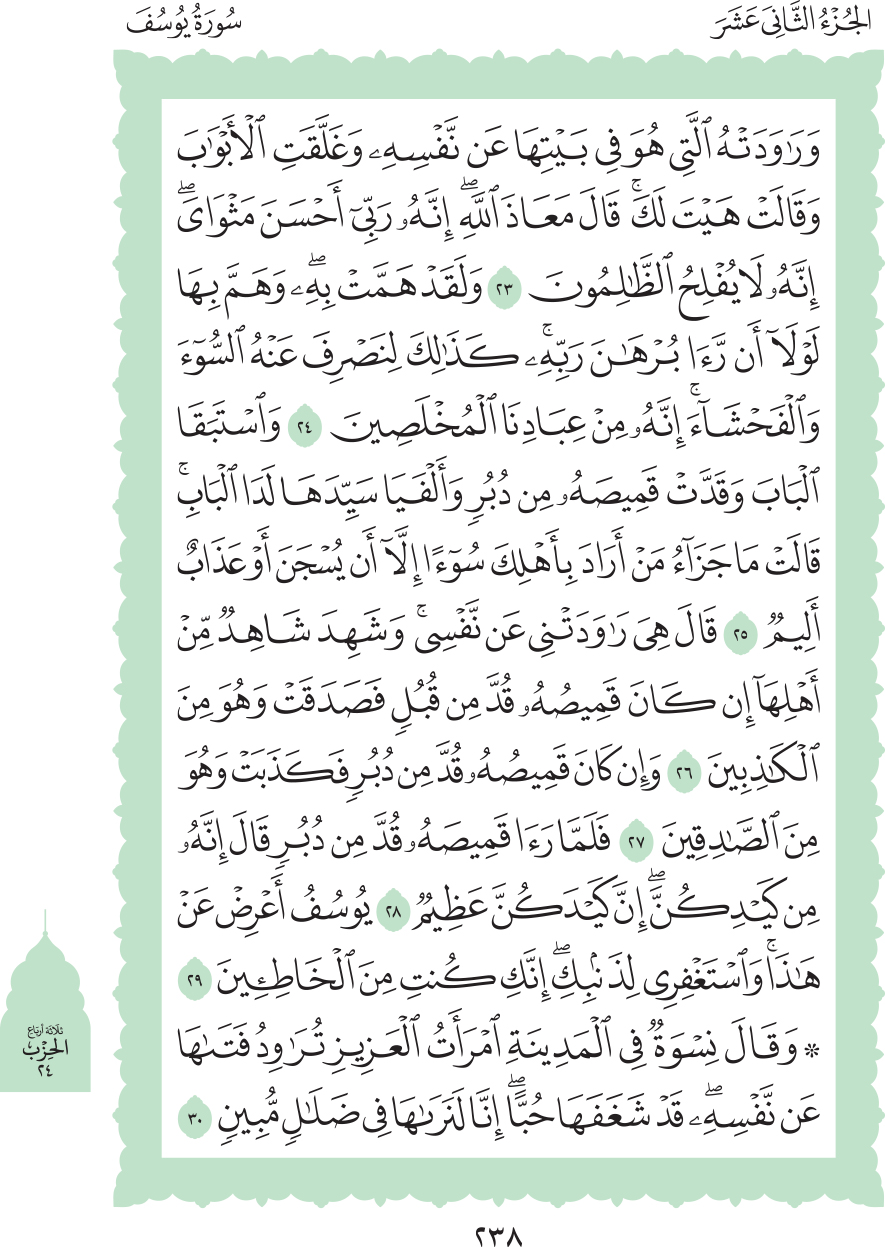 الجُزْءُ الثَّانِيَ عَشَرَ
سُورَةُ يُوسُفَ
وَرَٰوَدَتْهُ ٱلَّتِي هُوَ فِي بَيْتِهَا عَن نَّفْسِهِۦ وَغَلَّقَتِ ٱلْأَبْوَٰبَ
وَقَالَتْ هَيْتَ لَكَۚ قَالَ مَعَاذَ ٱللَّهِۖ إِنَّهُۥ رَبِّيٓ أَحْسَنَ مَثْوَايَۖ
إِنَّهُۥ لَا يُفْلِحُ ٱلظَّٰلِمُونَ ٢٣ وَلَقَدْ هَمَّتْ بِهِۦۖ وَهَمَّ بِهَا
لَوْلَآ أَن رَّءَا بُرْهَٰنَ رَبِّهِۦۚ كَذَٰلِكَ لِنَصْرِفَ عَنْهُ ٱلسُّوٓءَ
وَٱلْفَحْشَآءَۚ إِنَّهُۥ مِنْ عِبَادِنَا ٱلْمُخْلَصِينَ ٢٤ وَٱسْتَبَقَا
ٱلْبَابَ وَقَدَّتْ قَمِيصَهُۥ مِن دُبُرٍ وَأَلْفَيَا سَيِّدَهَا لَدَا ٱلْبَابِۚ
قَالَتْ مَا جَزَآءُ مَنْ أَرَادَ بِأَهْلِكَ سُوٓءًا إِلَّآ أَن يُسْجَنَ أَوْ عَذَابٌ
أَلِيمٌ ٢٥ قَالَ هِيَ رَٰوَدَتْنِي عَن نَّفْسِيۚ وَشَهِدَ شَاهِدٌ مِّنْ
أَهْلِهَآ إِن كَانَ قَمِيصُهُۥ قُدَّ مِن قُبُلٍ فَصَدَقَتْ وَهُوَ مِنَ
ٱلْكَٰذِبِينَ ٢٦ وَإِن كَانَ قَمِيصُهُۥ قُدَّ مِن دُبُرٍ فَكَذَبَتْ وَهُوَ
مِنَ ٱلصَّٰدِقِينَ ٢٧ فَلَمَّا رَءَا قَمِيصَهُۥ قُدَّ مِن دُبُرٍ قَالَ إِنَّهُۥ
مِن كَيْدِكُنَّۖ إِنَّ كَيْدَكُنَّ عَظِيمٌ ٢٨ يُوسُفُ أَعْرِضْ عَنْ
هَٰذَاۚ وَٱسْتَغْفِرِي لِذَنۢبِكِۖ إِنَّكِ كُنتِ مِنَ ٱلْخَاطِـِٔينَ ٢٩
* وَقَالَ نِسْوَةٌ فِي ٱلْمَدِينَةِ ٱمْرَأَتُ ٱلْعَزِيزِ تُرَٰوِدُ فَتَىٰهَا
عَن نَّفْسِهِۦۖ قَدْ شَغَفَهَا حُبًّاۖ إِنَّا لَنَرَىٰهَا فِي ضَلَٰلٍ مُّبِينٍ ٣٠
ثلاثة أرباع
الحِزْب
٢٤
٢٣٨